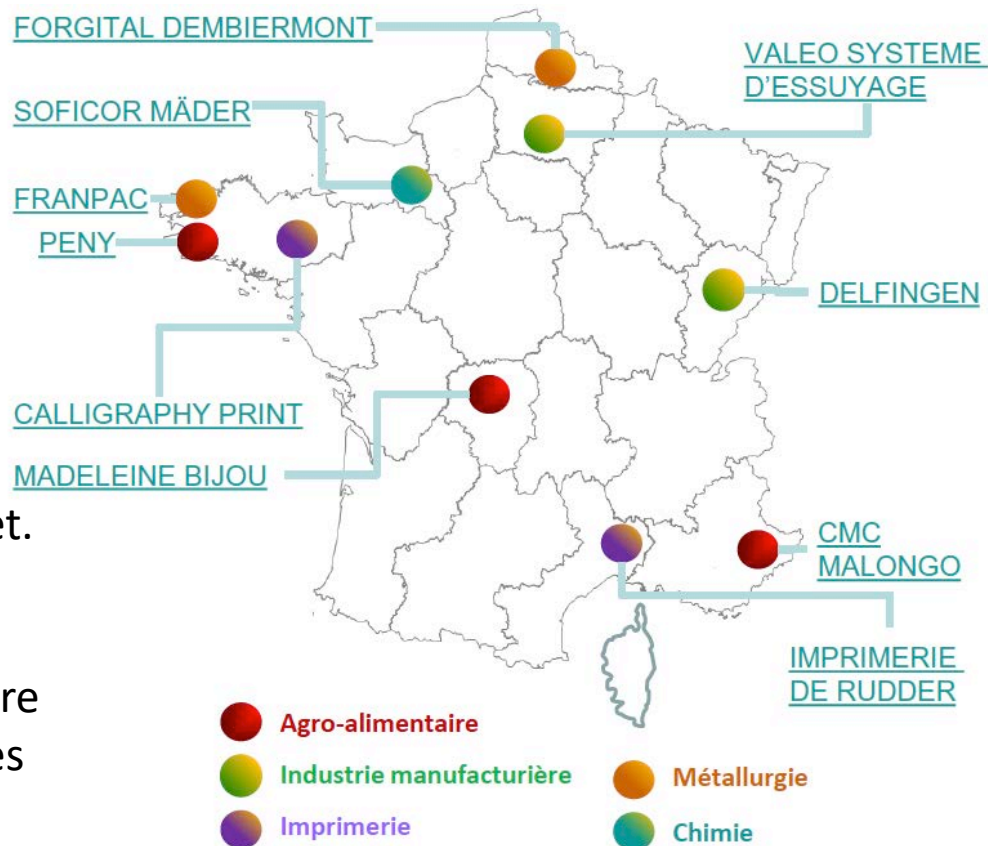 FORGITAL DEMBIERMONT
VALEO SYSTEME
D'ESSUYAGE
SOFICOR MÄDER
FRANPAC
PENY
DELFINGEN
CALLIGRAPHY PRINT
MADELEINE BIJOU
et.
CMC
MALONGO
IMPRIMERIE
DE RUDDER
re
es
Agro-alimentaire
Industrie manufacturière
Métallurgie
Imprimerie
Chimie